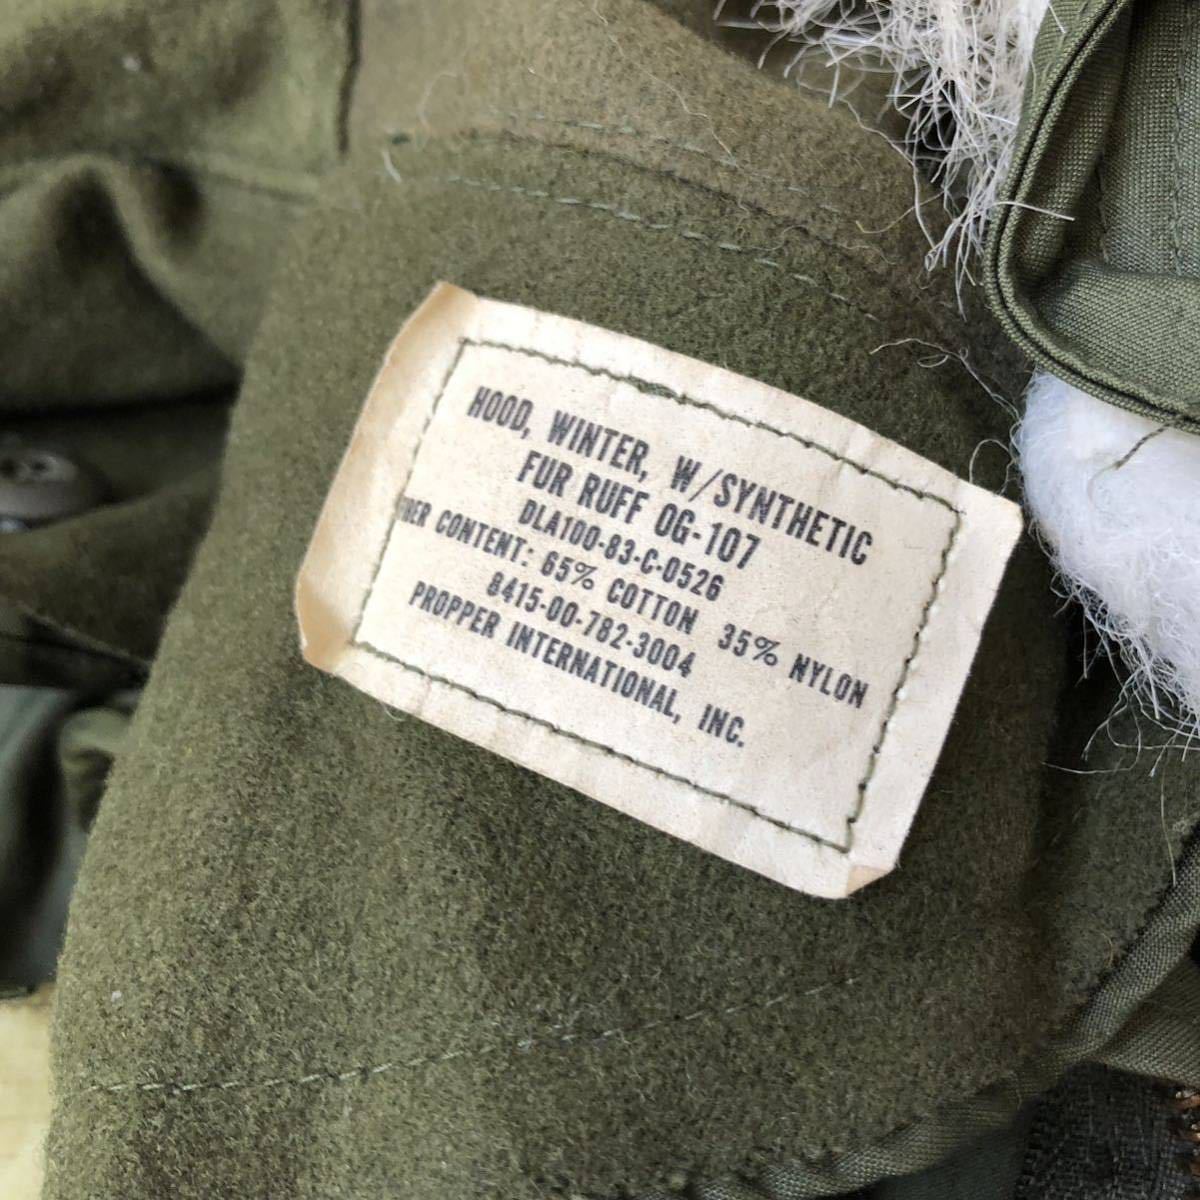 HOOD, WINTER, W/SYNTHETIC
FUR RUFF OG-107
DLA100-83-C-0526
CONTENT: 65% COTTON 35% NYLON
8415-00-782-3004
PROPPER INTERNATIONAL, INC.